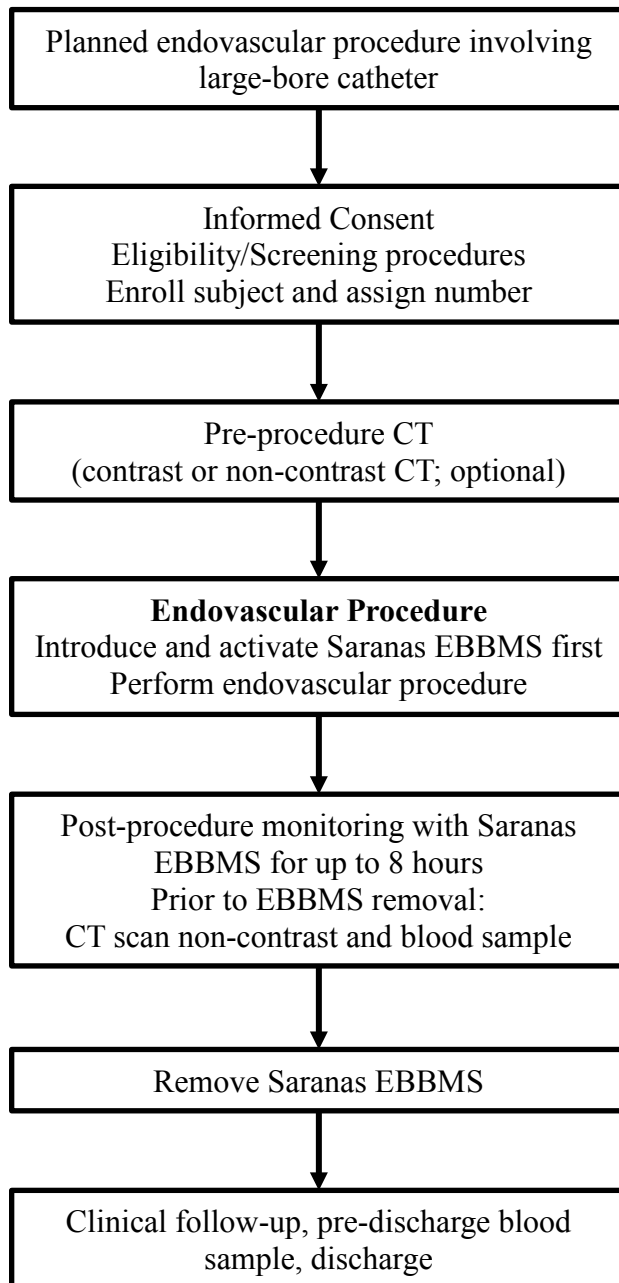 Planned endovascular procedure involving
large-bore catheter
Informed Consent
Eligibility/Screening procedures
Enroll subject and assign number
Pre-procedure CT
(contrast or non-contrast CT; optional)
Endovascular Procedure
Introduce and activate Saranas EBBMS first
Perform endovascular procedure
Post-procedure monitoring with Saranas
EBBMS for up to 8 hours
Prior to EBBMS removal:
CT scan non-contrast and blood sample
Remove Saranas EBBMS
Clinical follow-up, pre-discharge blood
sample, discharge